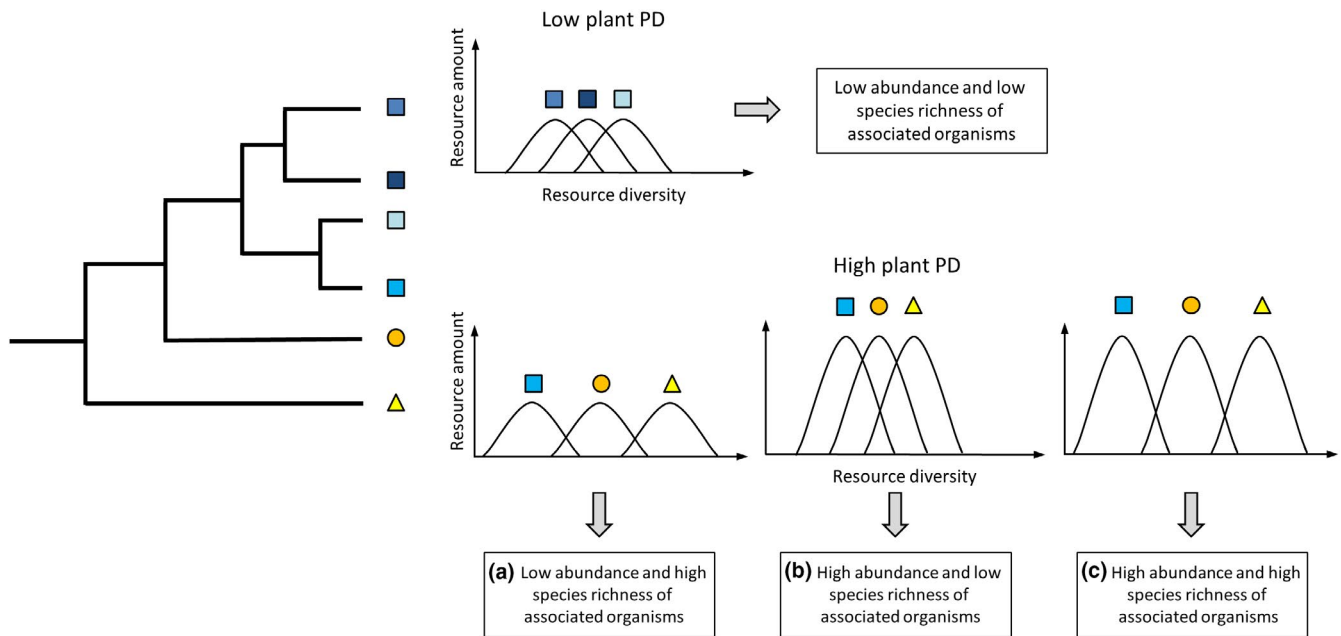 Low plant PD
Resource amount
Resource diversity
Low abundance and low
species richness of
associated organisms
High plant PD
Resource amount
Resource diversity
(a) Low abundance and high
species richness of
associated organisms
(b) High abundance and low
species richness of
associated organisms
(c) High abundance and high
species richness of
associated organisms